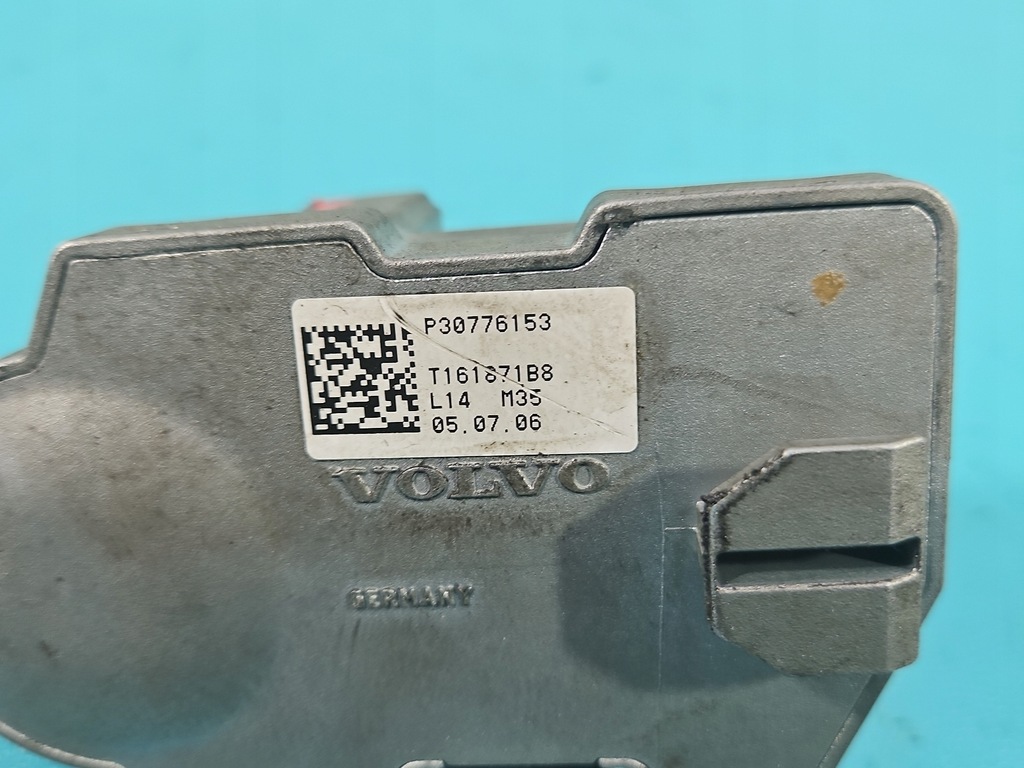 P30776153
T161871B8
L14 M35
05.07.06
VOLVO
GERMANY